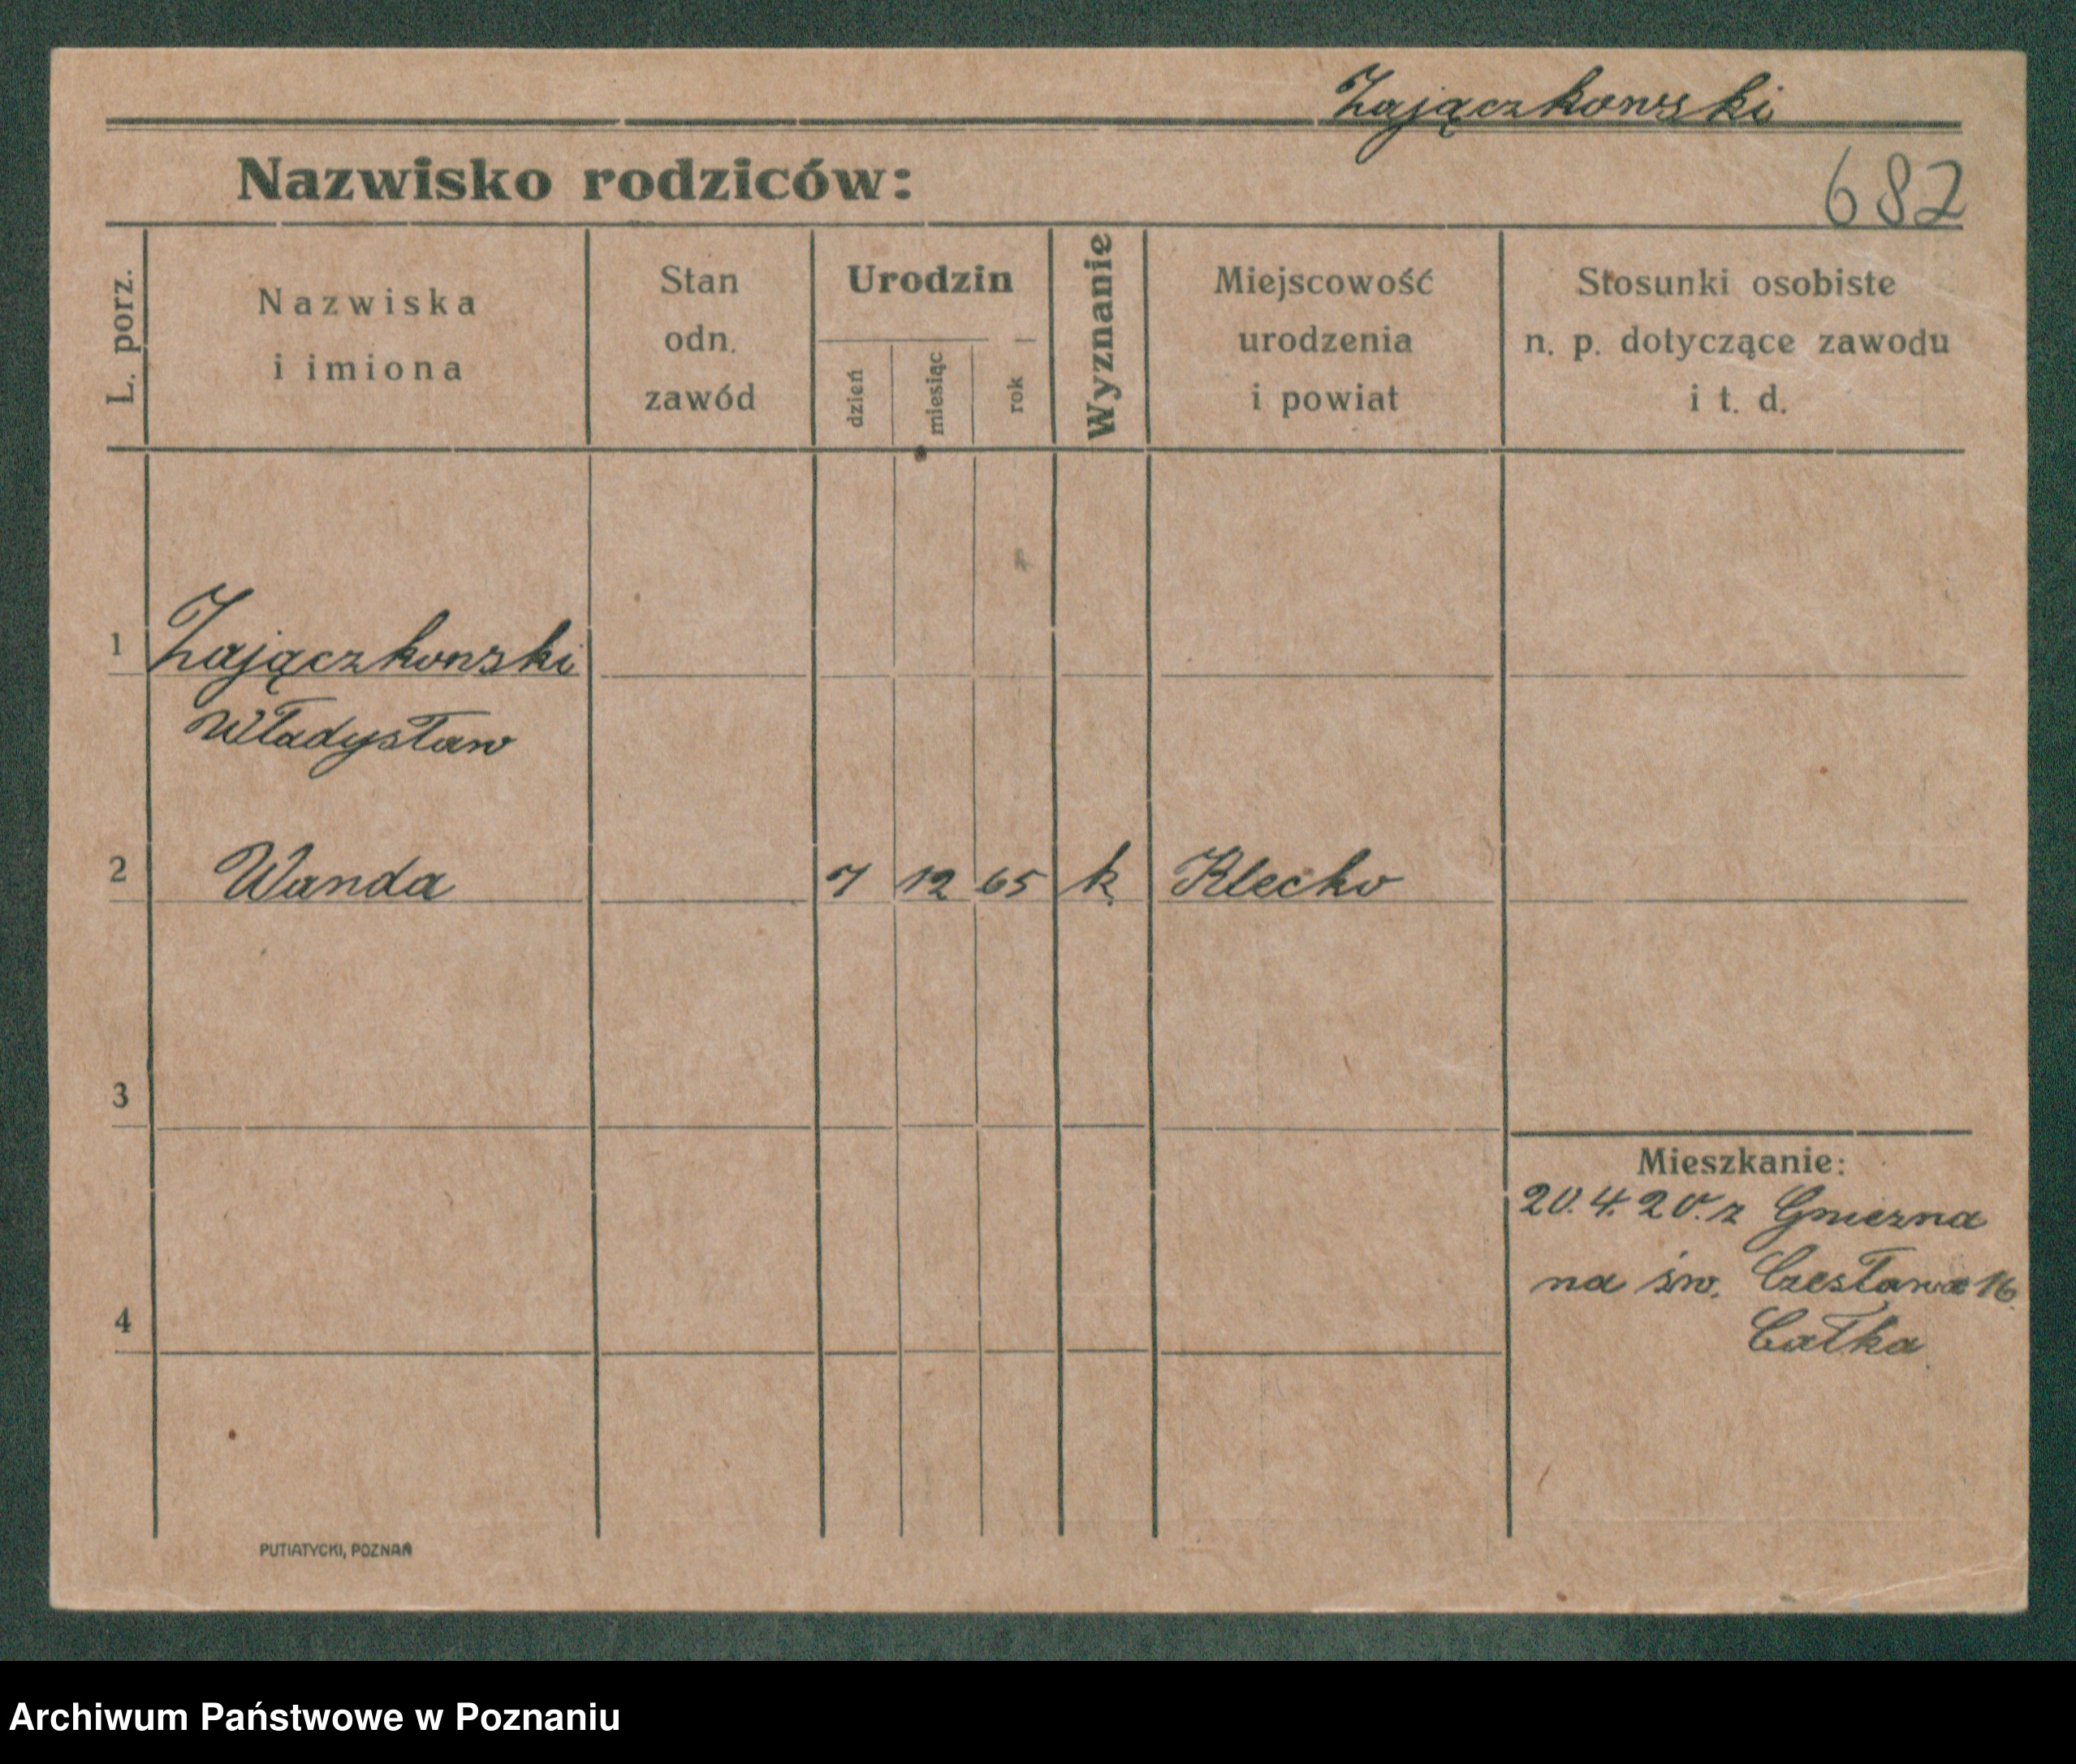 Zajączkowski
Nazwisko rodziców:
682
L. porz.
Nazwiska
i imiona
Stan
odn.
zawód
Urodzin
dzień
miesiąc
rok
Wyznanie
Miejscowość
urodzenia
i powiat
Stosunki osobiste
n. p. dotyczące zawodu
i t. d.
1 Zajączkowski
Władysław
2 Wanda 7 12 65 k Klecko
3
Mieszkanie:
20.4.20. z Gniezna
na św. Czesława 16.
4
Całka
PUTIATYCKI, POZNAŃ
Archiwum Państwowe w Poznaniu